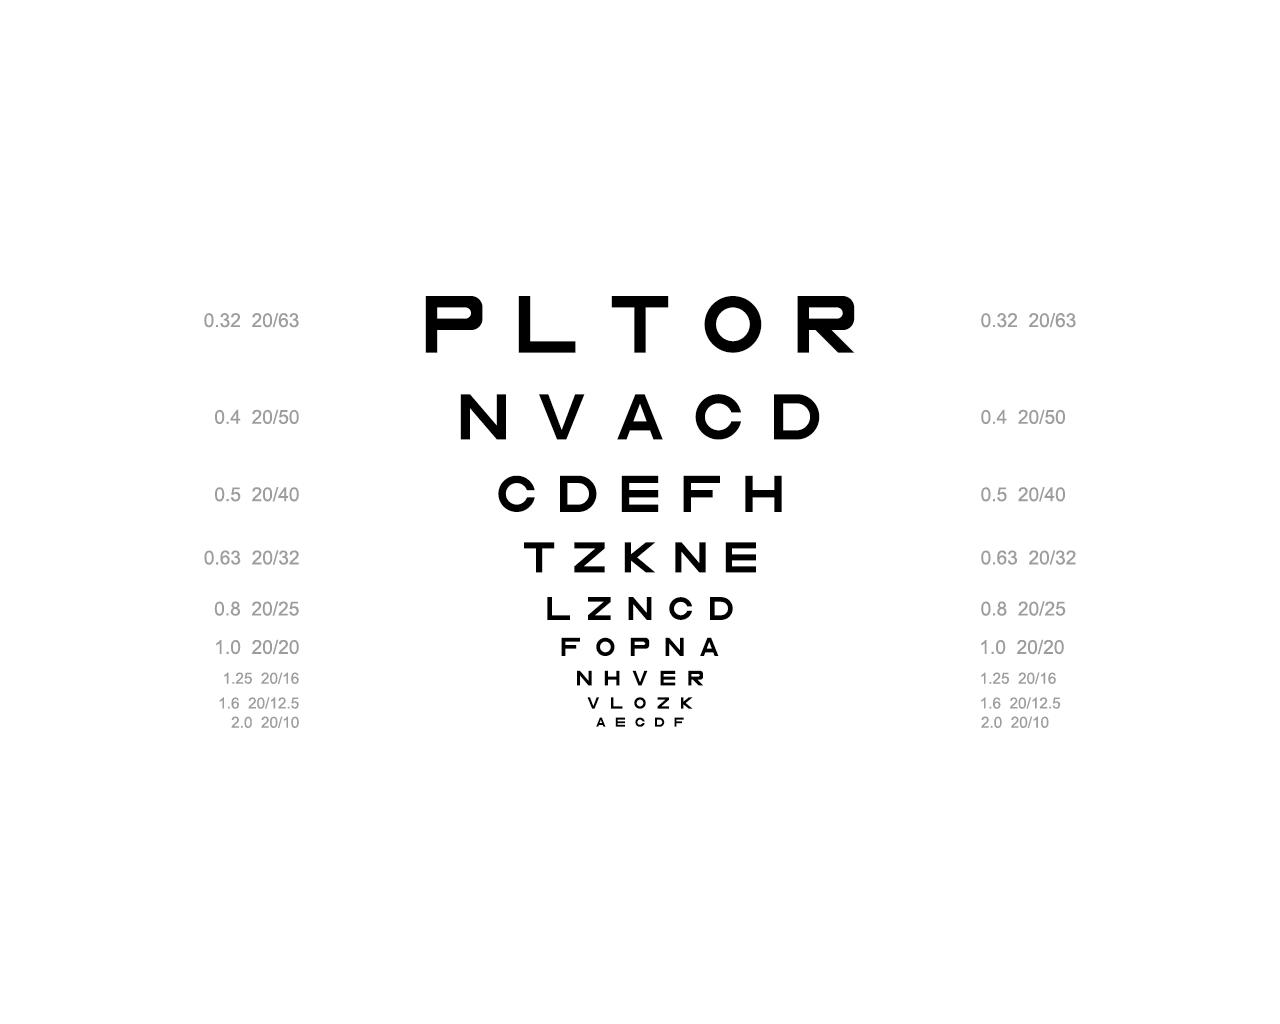 0.32 20/63 P L T O R 0.32 20/63
0.4 20/50 N V A C D 0.4 20/50
0.5 20/40 C D E F H 0.5 20/40
0.63 20/32 T Z K N E 0.63 20/32
0.8 20/25 L Z N C D 0.8 20/25
1.0 20/20 F O P N A 1.0 20/20
1.25 20/16 N H V E R 1.25 20/16
1.6 20/12.5 V L O Z K 1.6 20/12.5
2.0 20/10 A E C D F 2.0 20/10